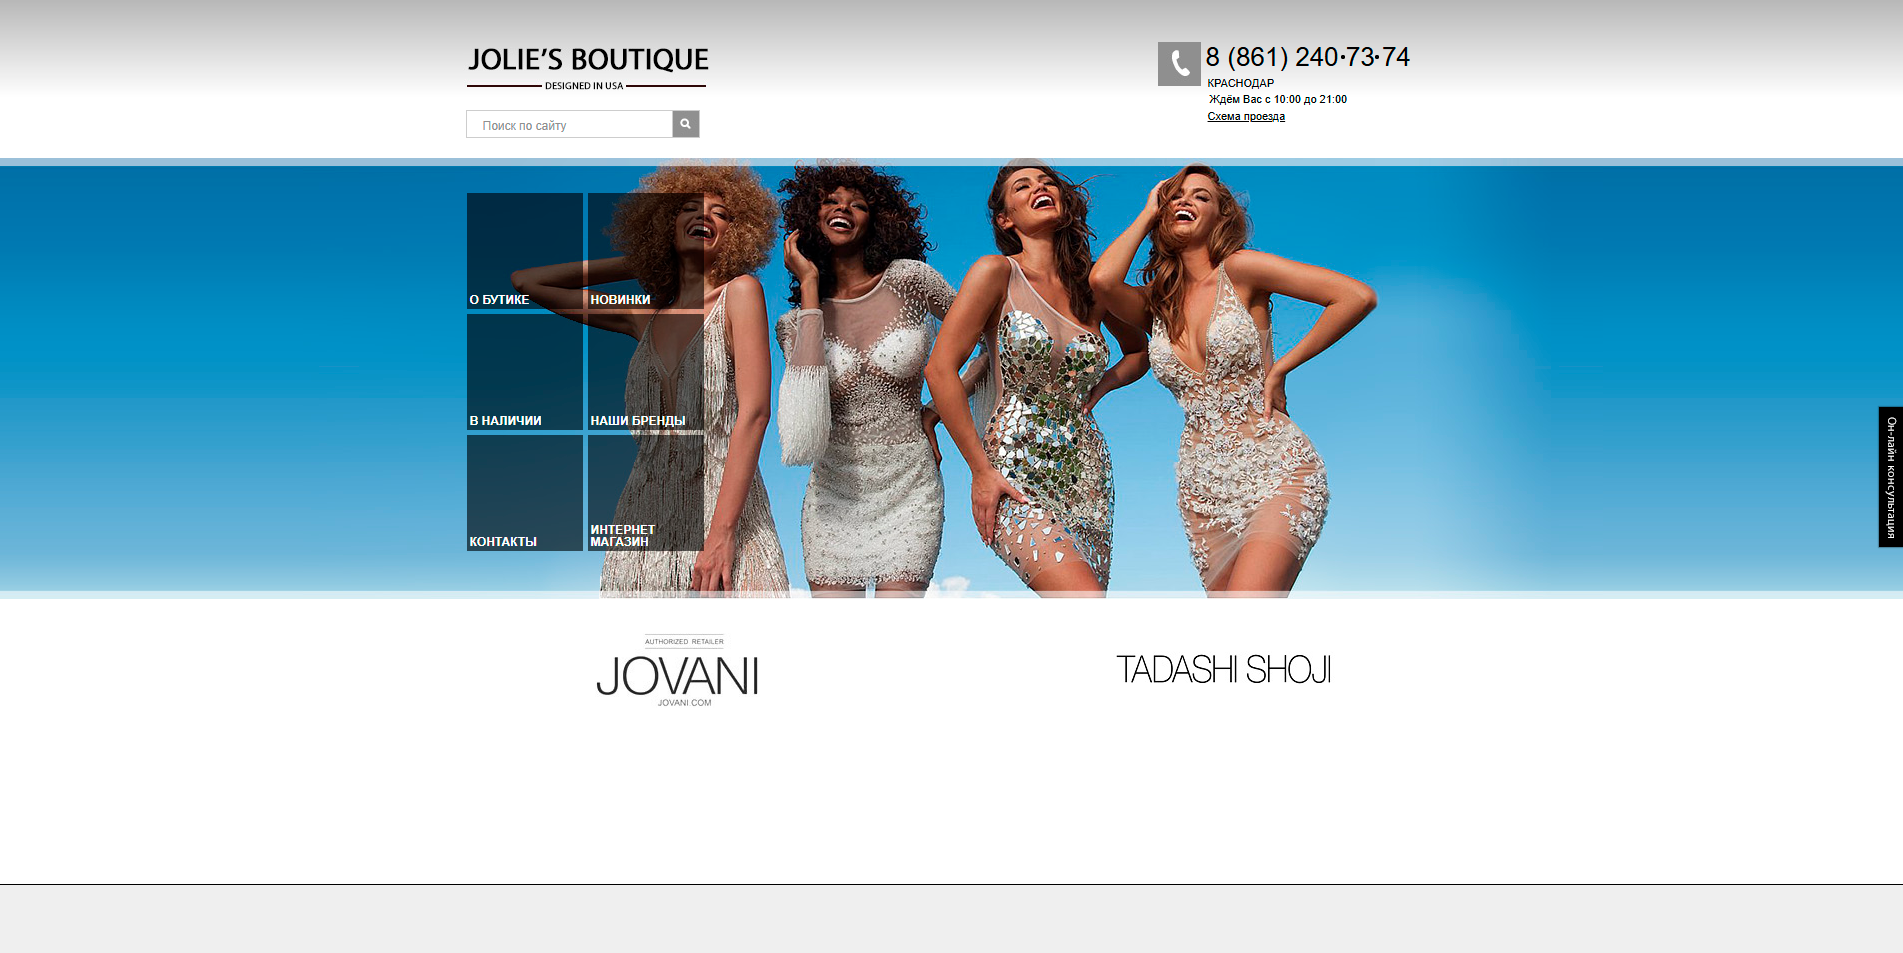 JOLIE'S BOUTIQUE
DESIGNED IN USA
Поиск по сайту
8 (861) 240·73·74
КРАСНОДАР
Ждём Вас с 10:00 до 21:00
Схема проезда
О БУТИКЕ
НОВИНКИ
В НАЛИЧИИ
НАШИ БРЕНДЫ
КОНТАКТЫ
ИНТЕРНЕТ
МАГАЗИН
Он-лайн консультация
AUTHORIZED RETAILER
JOVANI
JOVANI.COM
TADASHI SHOJI